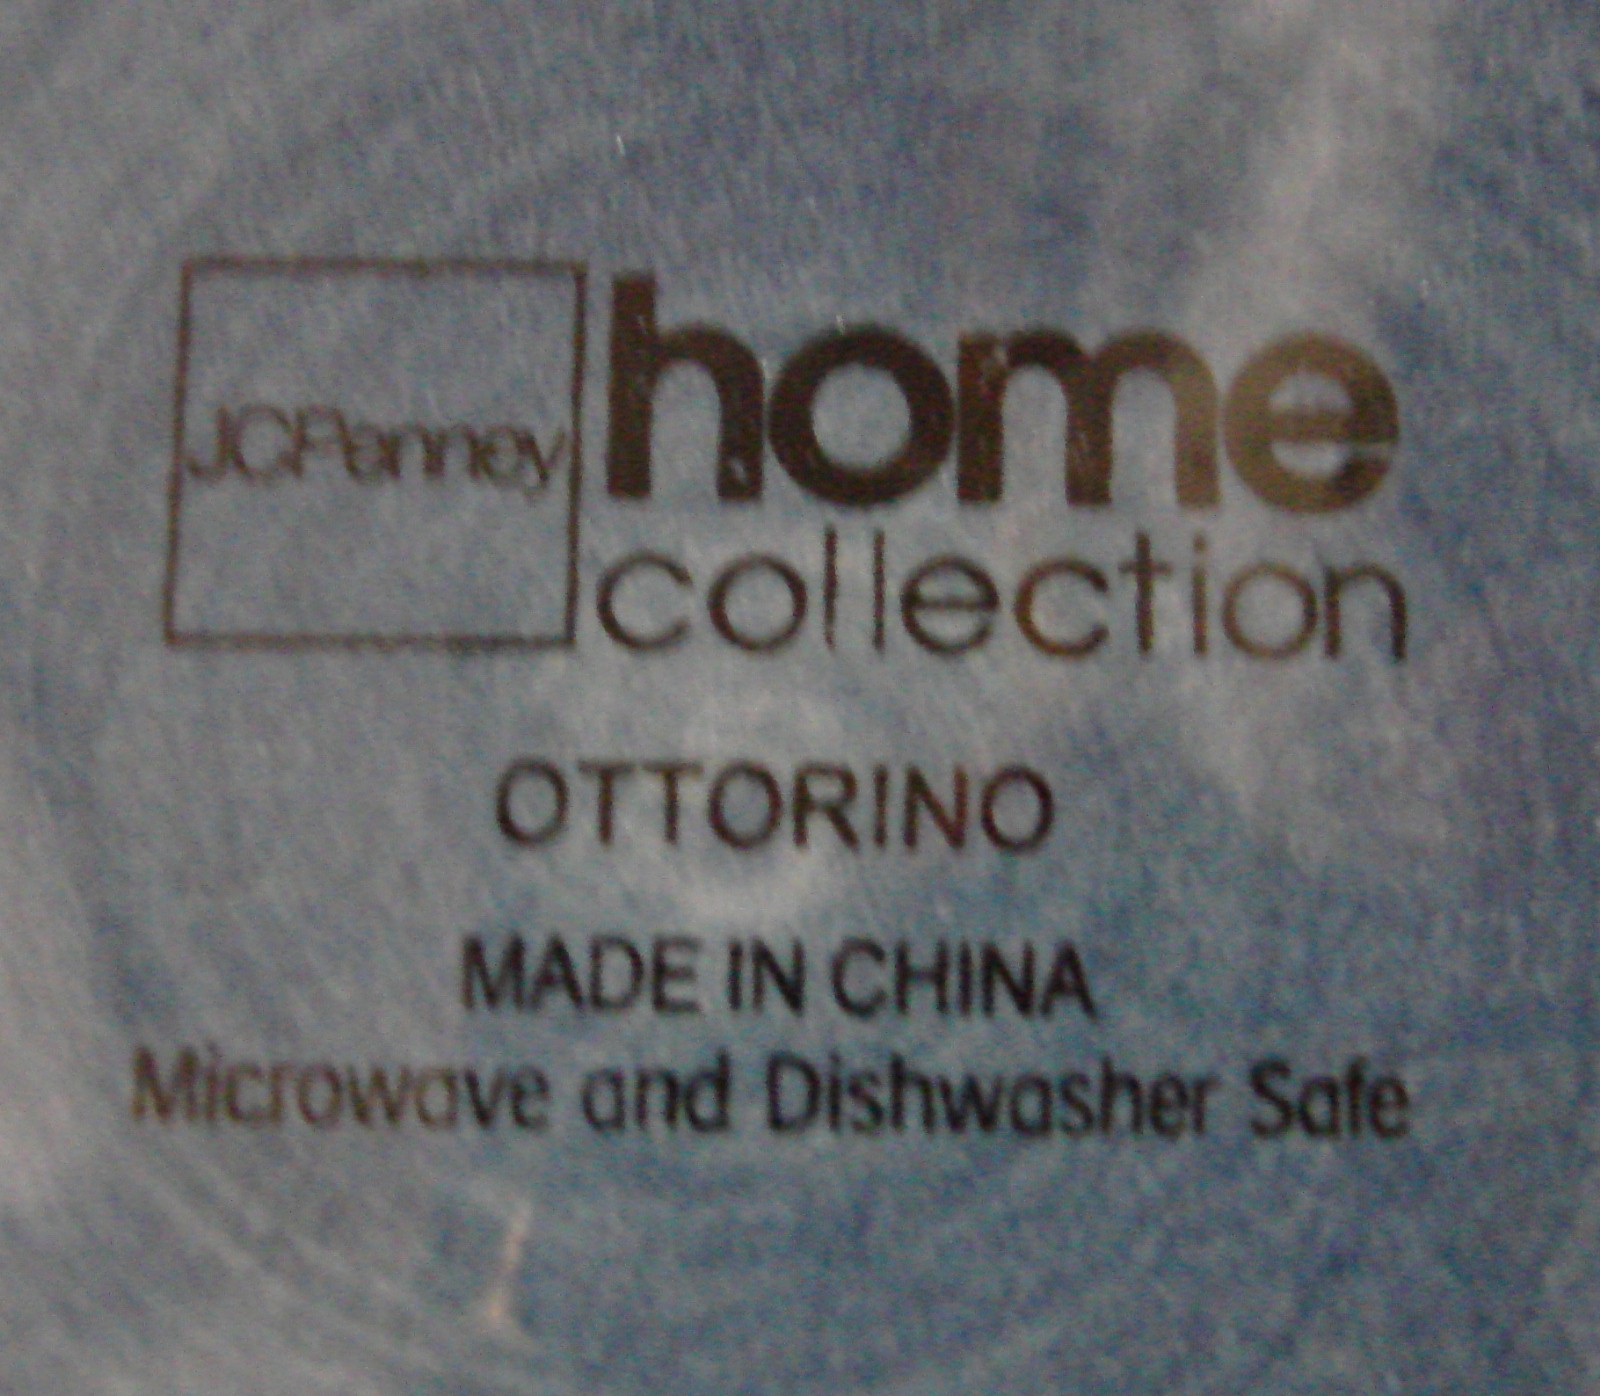 JCPenney
home
collection
OTTORINO
MADE IN CHINA
Microwave and Dishwasher Safe